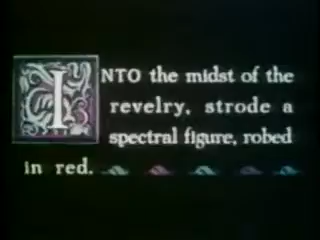 INTO the midst of the
revelry, strode a
spectral figure, robed
in red.